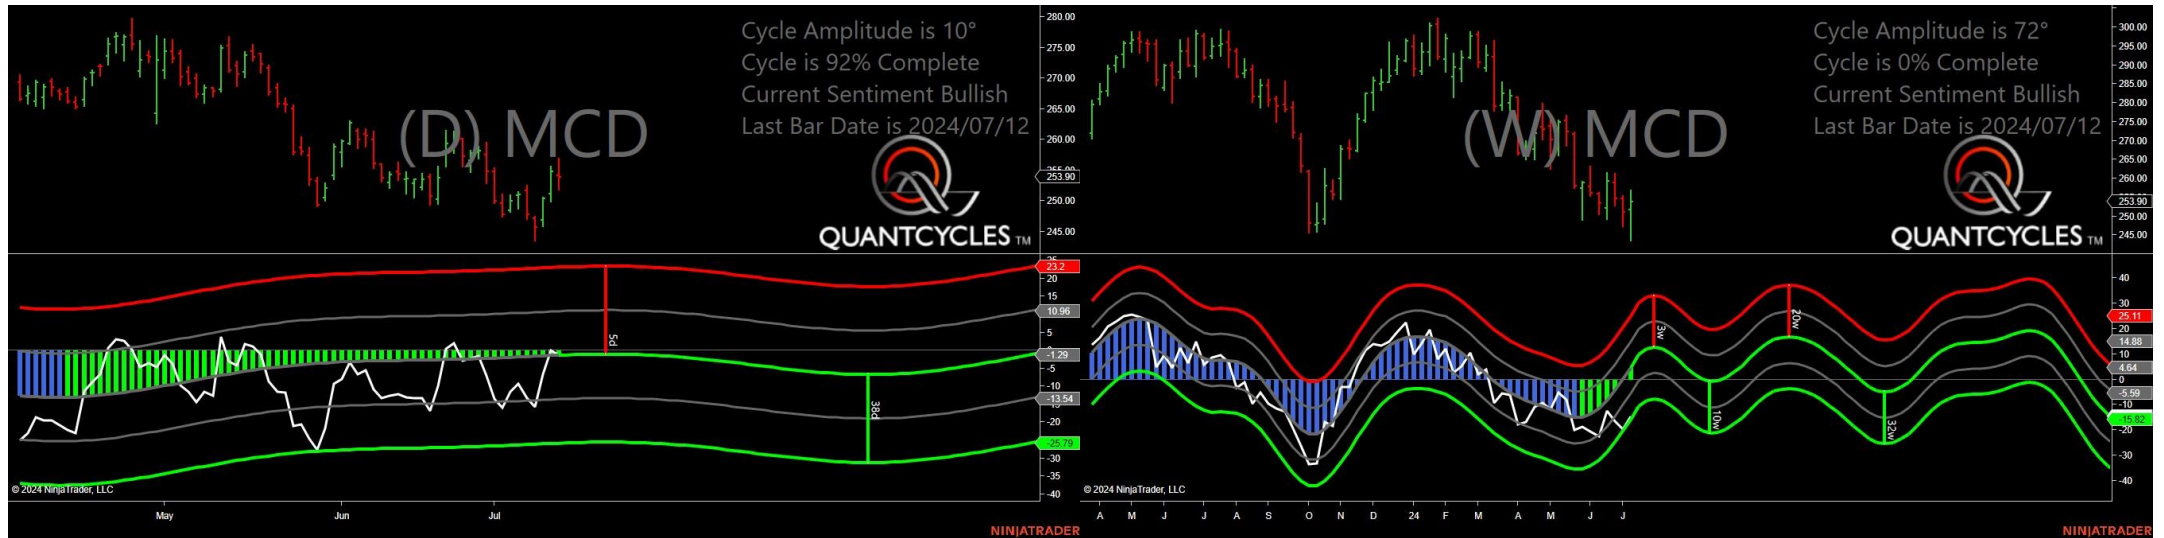 Cycle Amplitude is 10°
Cycle is 92% Complete
Current Sentiment Bullish
Last Bar Date is 2024/07/12
(D) MCD
QUANTCYCLES TM
280.00
275.00
270.00
265.00
260.00
253.90
250.00
245.00
25
23.2
20
15
10.96
5
-1.29
-5
-10
-13.54
-20
-25.79
-30
-35
-40
5d
38d
© 2024 NinjaTrader, LLC
May Jun Jul
NINJATRADER
Cycle Amplitude is 72°
Cycle is 0% Complete
Current Sentiment Bullish
Last Bar Date is 2024/07/12
(W) MCD
QUANTCYCLES TM
300.00
295.00
290.00
285.00
280.00
275.00
270.00
265.00
260.00
253.90
250.00
245.00
40
30
25.11
20
14.88
10
4.64
0
-5.59
-10
-15.82
-20
-30
-40
3w
10w
20w
32w
© 2024 NinjaTrader, LLC
A M J J A S O N D 24 M A M J J
NINJATRADER